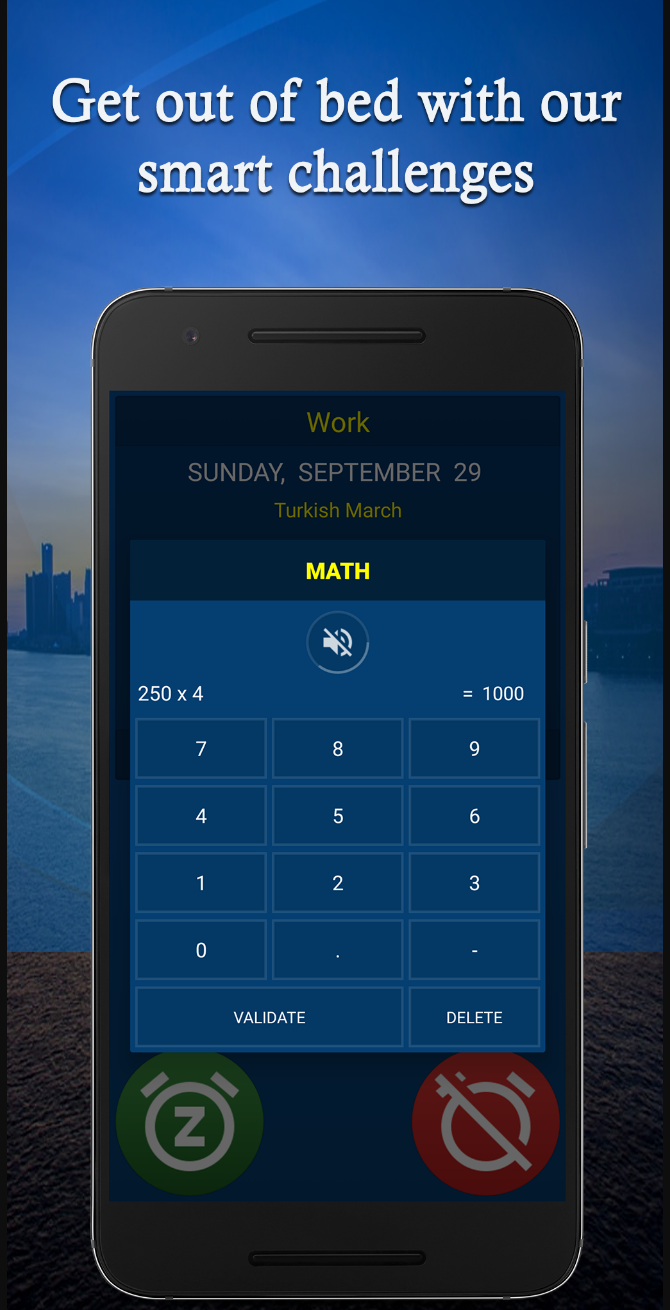 Get out of bed with our
smart challenges
Work
SUNDAY, SEPTEMBER 29
Turkish March
MATH
250 x 4 = 1000
7 8 9
4 5 6
1 2 3
0 . -
VALIDATE DELETE
Z